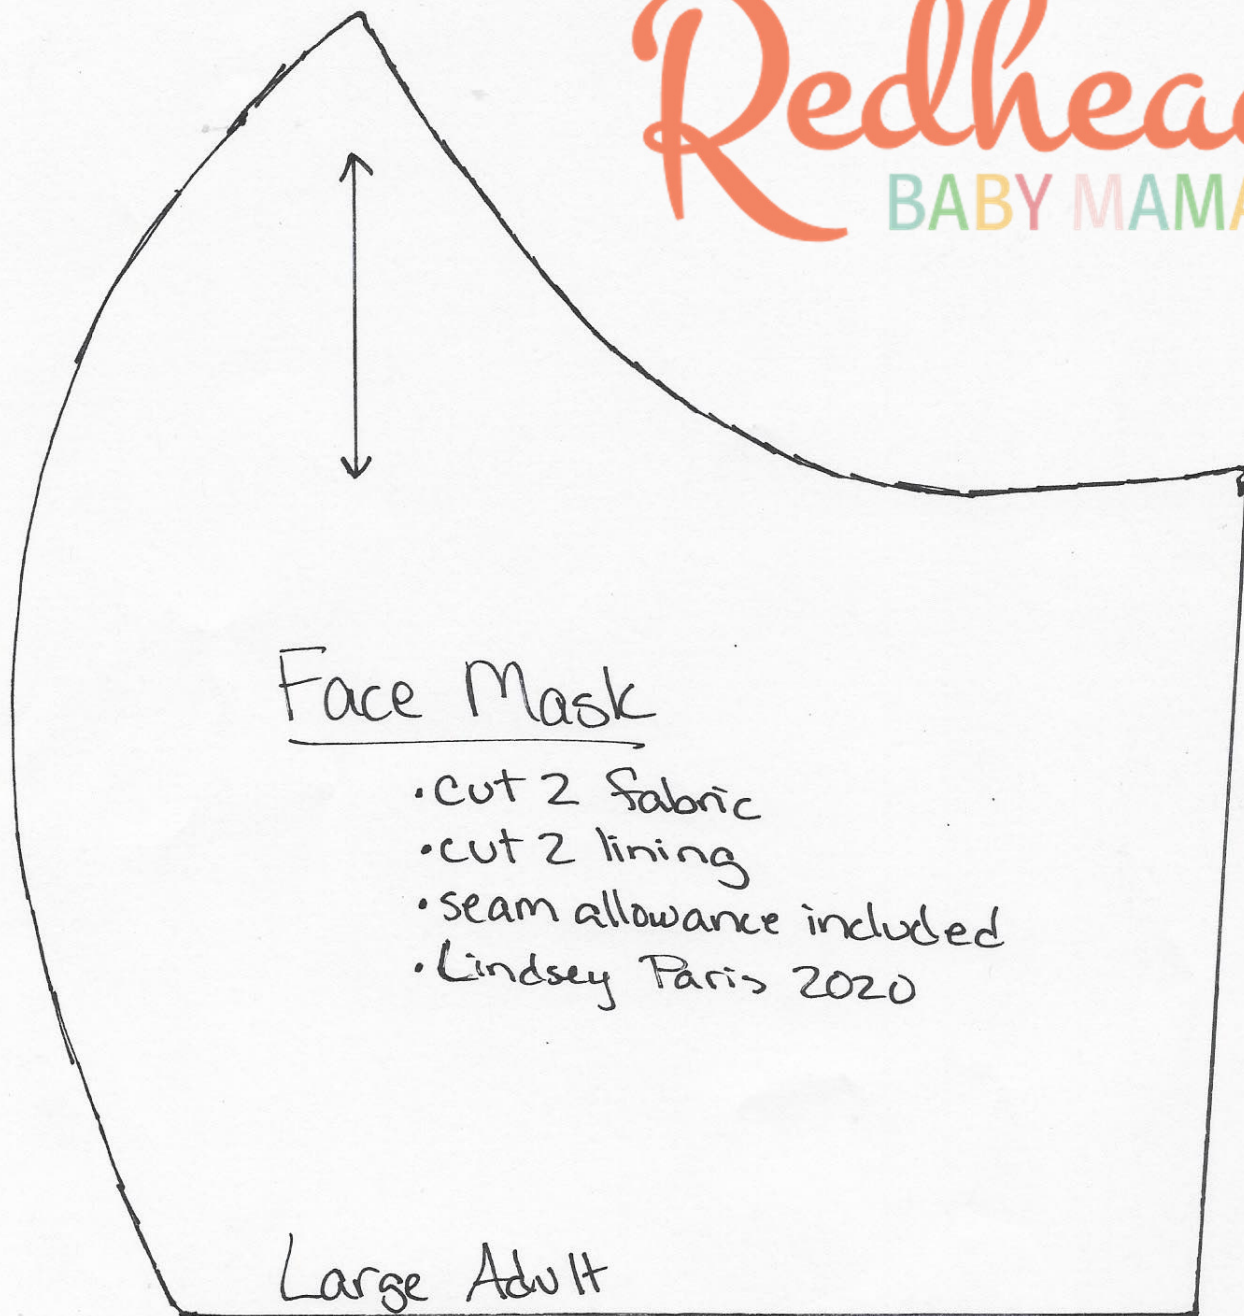 Redhea
BABY MAMA
Face Mask
• cut 2 fabric
• cut 2 lining
• seam allowance included
• Lindsey Paris 2020
Large Adult